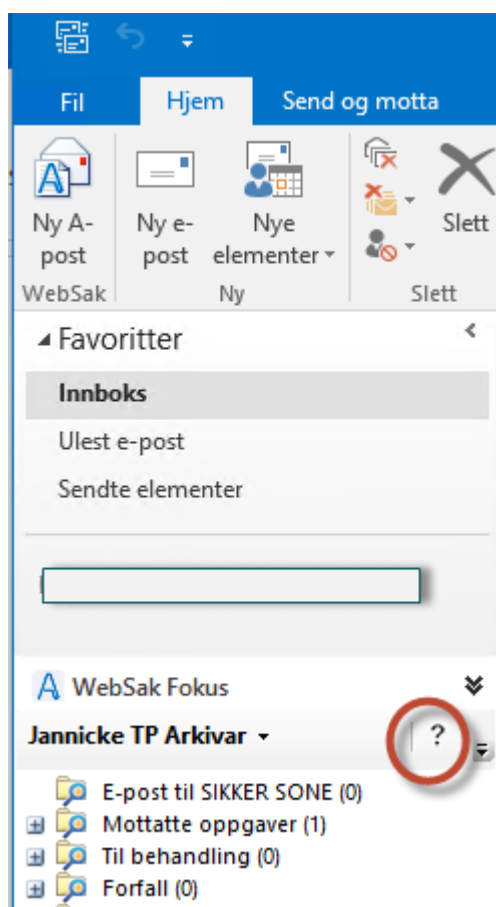 Fil Hjem Send og motta
Ny A-post
Ny e-post
Nye elementer
Slett
WebSak Ny Slett
Favoritter
Innboks
Ulest e-post
Sendte elementer
WebSak Fokus
Jannicke TP Arkivar ?
E-post til SIKKER SONE (0)
Mottatte oppgaver (1)
Til behandling (0)
Forfall (0)